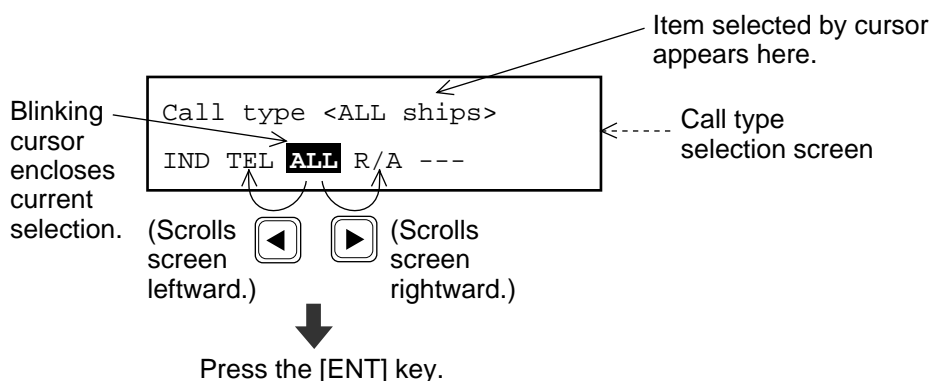 Item selected by cursor
appears here.
Call type <ALL ships>
IND TEL ALL R/A ---
Blinking
cursor
encloses
current
selection.
Call type
selection screen
(Scrolls
screen
leftward.)
(Scrolls
screen
rightward.)
Press the [ENT] key.